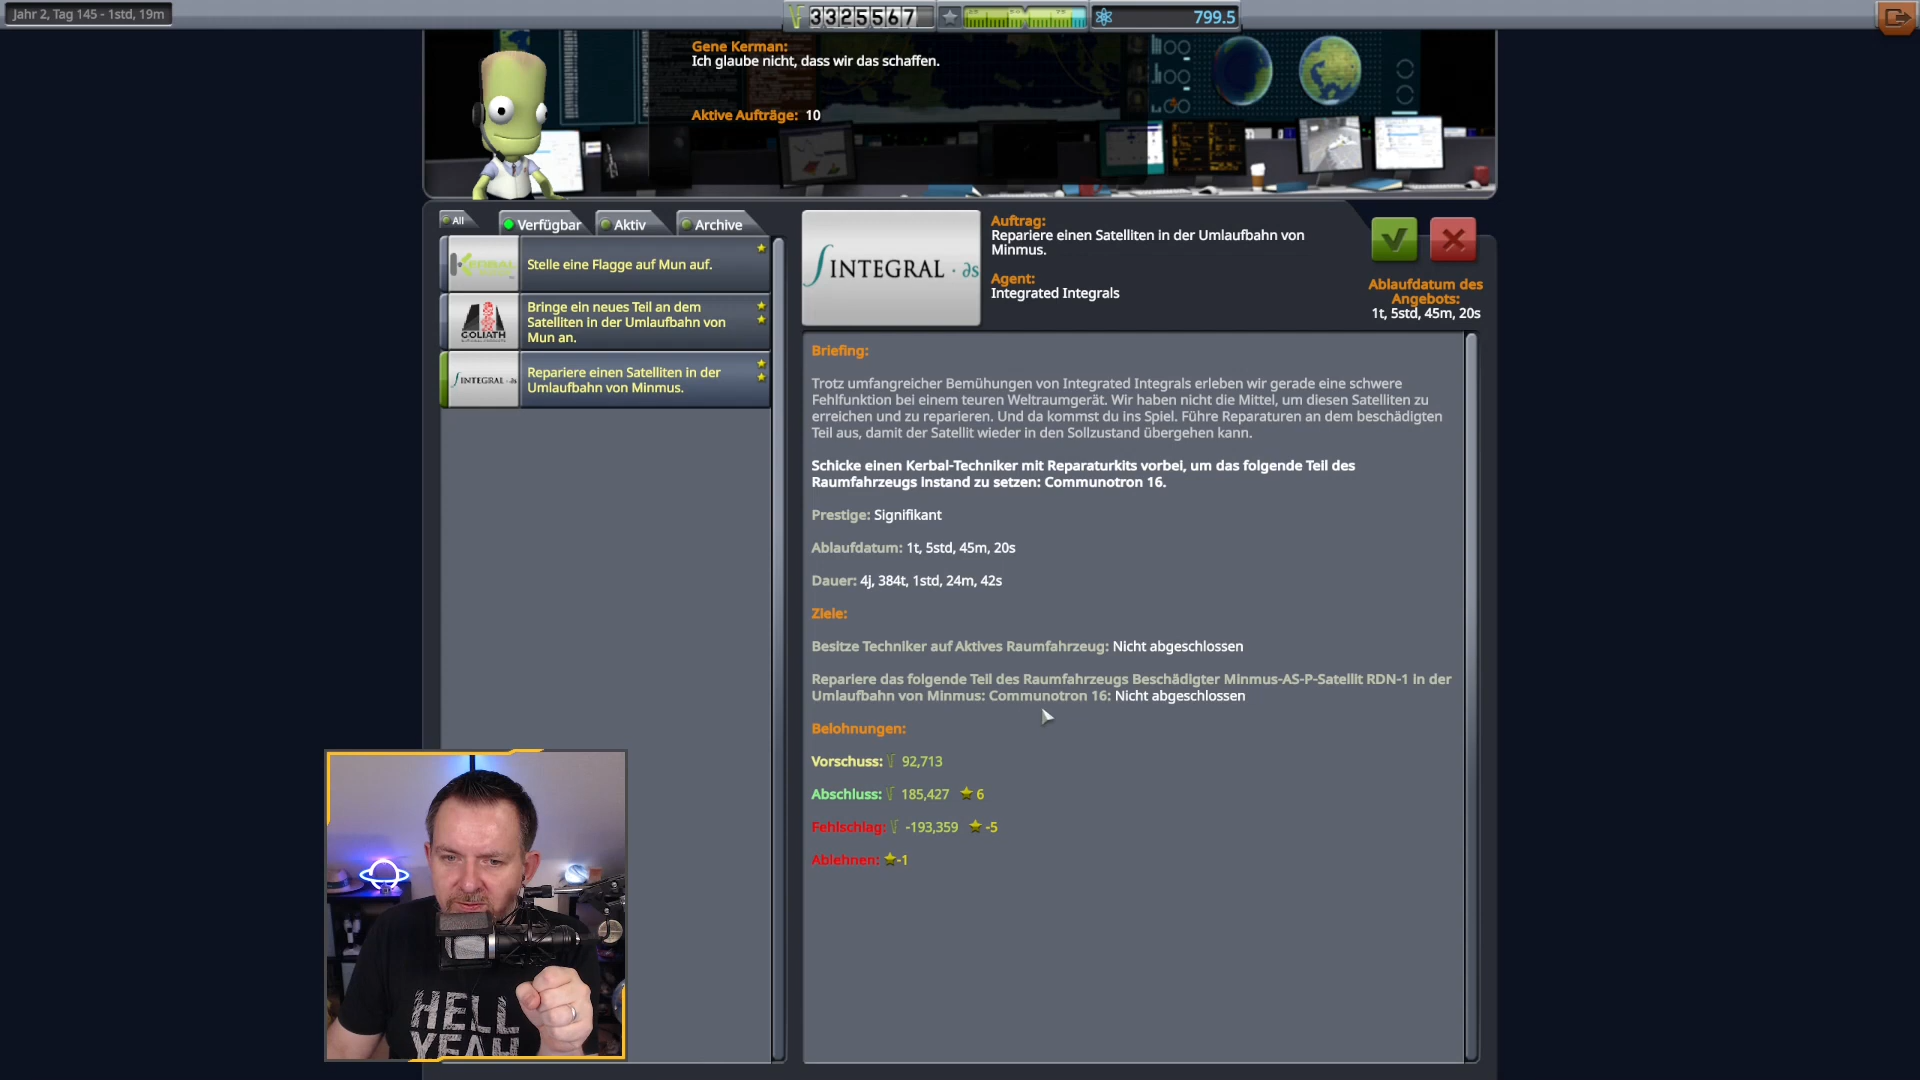 Jahr 2, Tag 145 - 1std, 19m
3325567
25 50 75
799.5
Gene Kerman:
Ich glaube nicht, dass wir das schaffen.
Aktive Aufträge: 10
All
Verfügbar
Aktiv
Archive
KERBAL
Stelle eine Flagge auf Mun auf.
GOLIATH
Bringe ein neues Teil an dem
Satelliten in der Umlaufbahn von
Mun an.
INTEGRAL · ∂s
Repariere einen Satelliten in der
Umlaufbahn von Minmus.
INTEGRAL · ∂s
Auftrag:
Repariere einen Satelliten in der Umlaufbahn von
Minmus.
Agent:
Integrated Integrals
Ablaufdatum des
Angebots:
1t, 5std, 45m, 20s
Briefing:
Trotz umfangreicher Bemühungen von Integrated Integrals erleben wir gerade eine schwere
Fehlfunktion bei einem teuren Weltraumgerät. Wir haben nicht die Mittel, um diesen Satelliten zu
erreichen und zu reparieren. Und da kommst du ins Spiel. Führe Reparaturen an dem beschädigten
Teil aus, damit der Satellit wieder in den Sollzustand übergehen kann.
Schicke einen Kerbal-Techniker mit Reparaturkits vorbei, um das folgende Teil des
Raumfahrzeugs instand zu setzen: Communotron 16.
Prestige: Signifikant
Ablaufdatum: 1t, 5std, 45m, 20s
Dauer: 4j, 384t, 1std, 24m, 42s
Ziele:
Besitze Techniker auf Aktives Raumfahrzeug: Nicht abgeschlossen
Repariere das folgende Teil des Raumfahrzeugs Beschädigter Minmus-AS-P-Satellit RDN-1 in der
Umlaufbahn von Minmus: Communotron 16: Nicht abgeschlossen
Belohnungen:
Vorschuss: 92,713
Abschluss: 185,427 6
Fehlschlag: -193,359 -5
Ablehnen: -1
HELL
YEAH